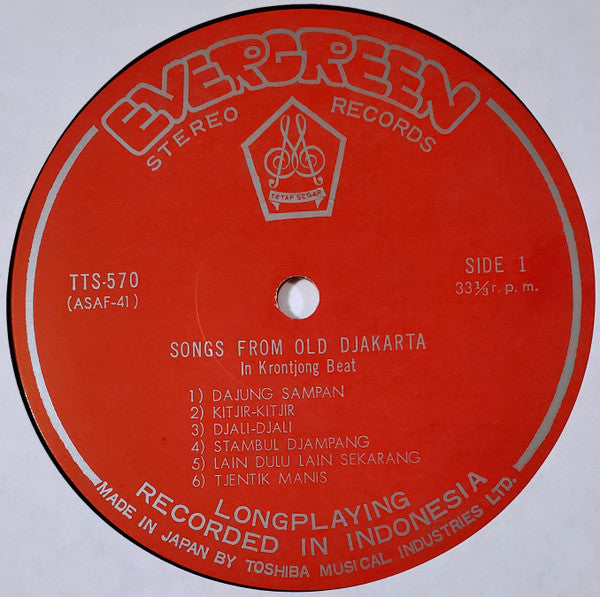 EVERGREEN
STEREO RECORDS
TETAP SEGAR
TTS-570
(ASAF-41)
SIDE 1
33⅓ r. p. m.
SONGS FROM OLD DJAKARTA
In Krontjong Beat
1) DAJUNG SAMPAN
2) KITJIR-KITJIR
3) DJALI-DJALI
4) STAMBUL DJAMPANG
5) LAIN DULU LAIN SEKARANG
6) TJENTIK MANIS
LONGPLAYING
RECORDED IN INDONESIA
MADE IN JAPAN BY TOSHIBA MUSICAL INDUSTRIES LTD.